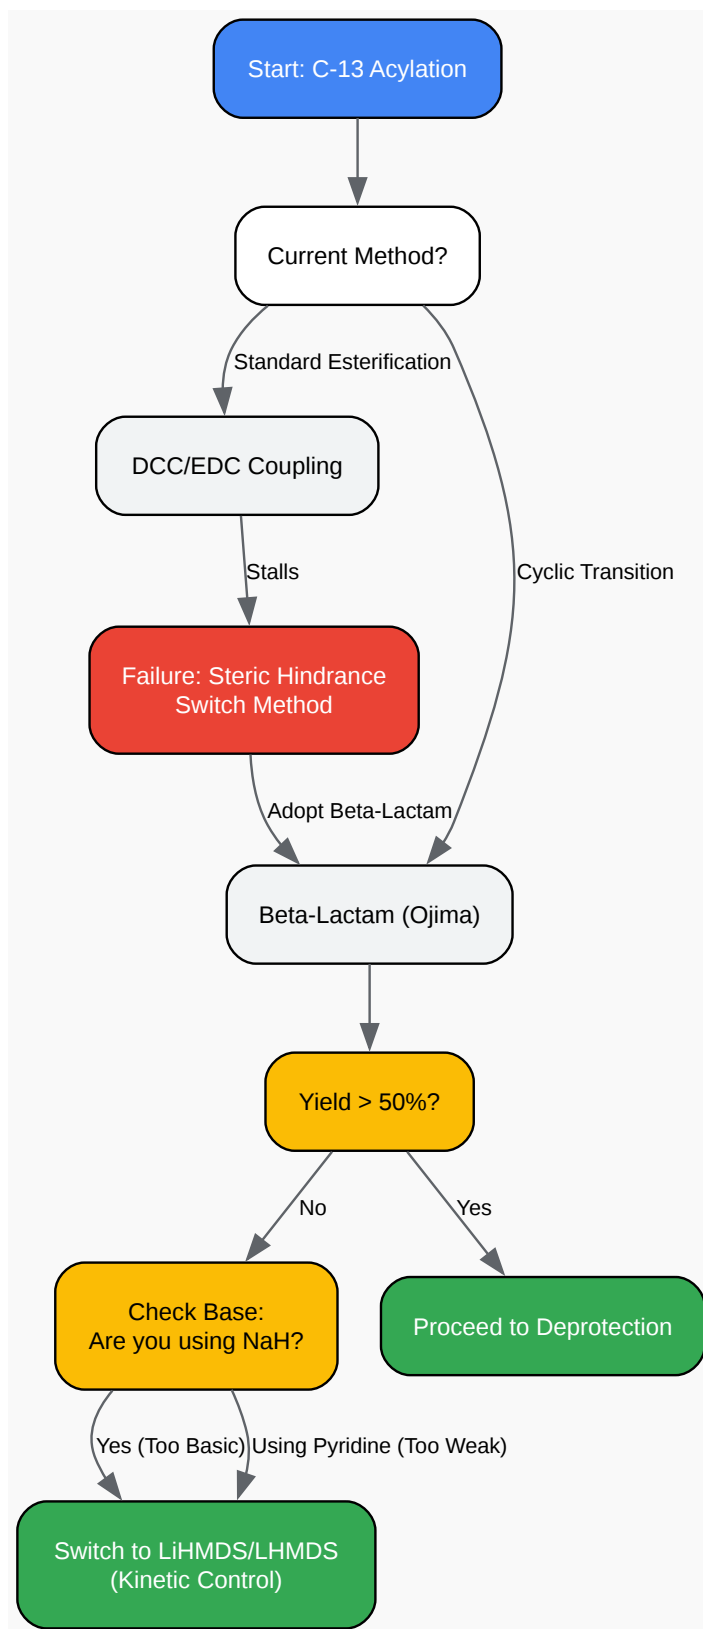 Start: C-13 Acylation
Current Method?
Standard Esterification
DCC/EDC Coupling
Stalls
Cyclic Transition
Failure: Steric Hindrance
Switch Method
Adopt Beta-Lactam
Beta-Lactam (Ojima)
Yield > 50%?
No
Yes
Check Base:
Are you using NaH?
Proceed to Deprotection
Yes (Too Basic)
Using Pyridine (Too Weak)
Switch to LiHMDS/LHMDS
(Kinetic Control)